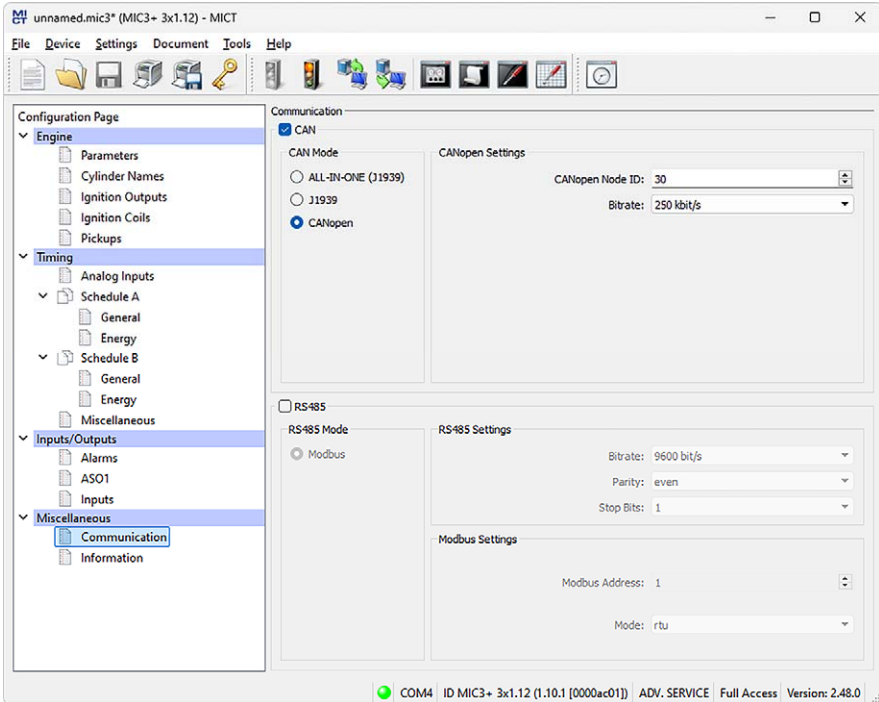 MICT unnamed.mic3* (MIC3+ 3x1.12) - MICT
File Device Settings Document Tools Help
Configuration Page
Engine
Parameters
Cylinder Names
Ignition Outputs
Ignition Coils
Pickups
Timing
Analog Inputs
Schedule A
General
Energy
Schedule B
General
Energy
Miscellaneous
Inputs/Outputs
Alarms
ASO1
Inputs
Miscellaneous
Communication
Information
Communication
CAN
CAN Mode
ALL-IN-ONE (J1939)
J1939
CANopen
CANopen Settings
CANopen Node ID: 30
Bitrate: 250 kbit/s
RS485
RS485 Mode
Modbus
RS485 Settings
Bitrate: 9600 bit/s
Parity: even
Stop Bits: 1
Modbus Settings
Modbus Address: 1
Mode: rtu
COM4 ID MIC3+ 3x1.12 (1.10.1 [0000ac01]) ADV. SERVICE Full Access Version: 2.48.0